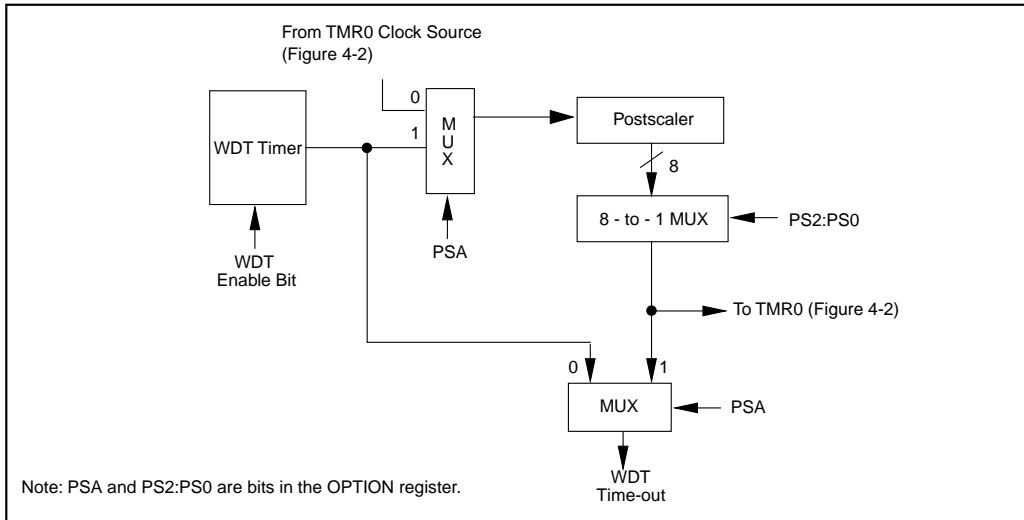 From TMR0 Clock Source
(Figure 4-2)
0
1
M
U
X
WDT Timer
Postscaler
8
8 - to - 1 MUX
PS2:PS0
PSA
WDT
Enable Bit
To TMR0 (Figure 4-2)
0
1
MUX
PSA
WDT
Time-out
Note: PSA and PS2:PS0 are bits in the OPTION register.